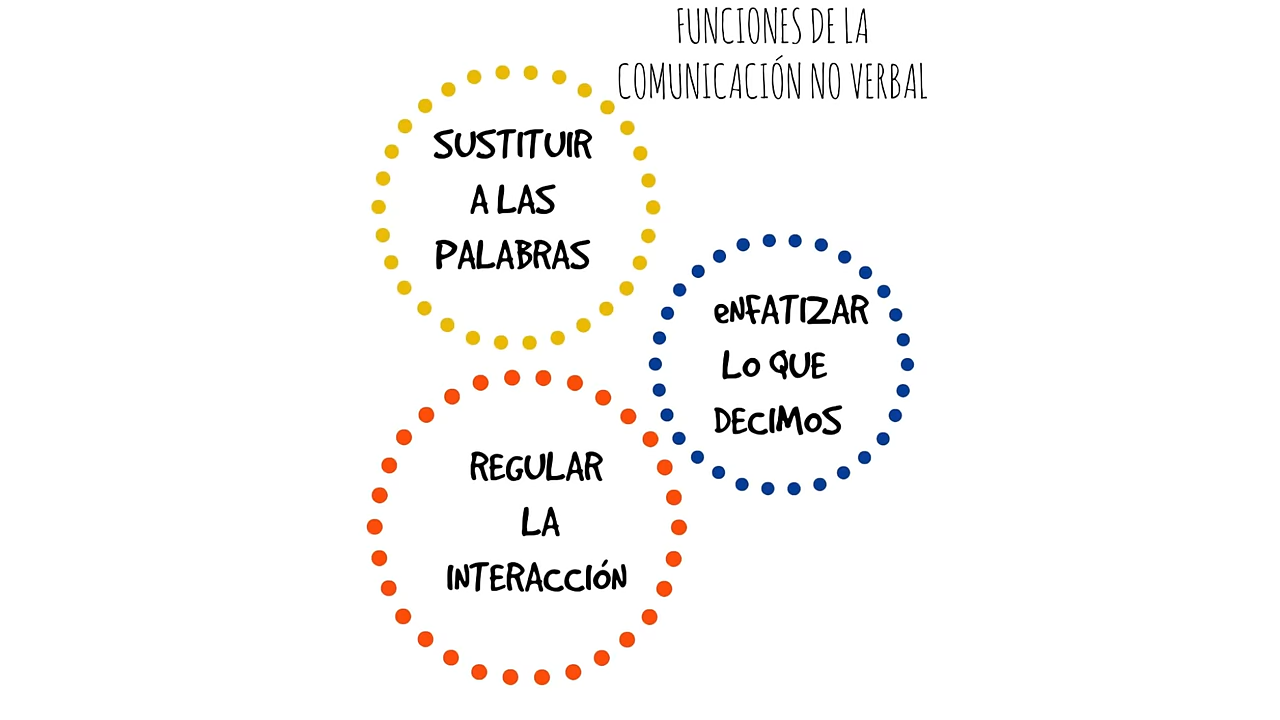 FUNCIONES DE LA
COMUNICACIÓN NO VERBAL
SUSTITUIR
A LAS
PALABRAS
eNFATIZAR
Lo QUE
DECIMOS
REGULAR
LA
INTERACCIÓN